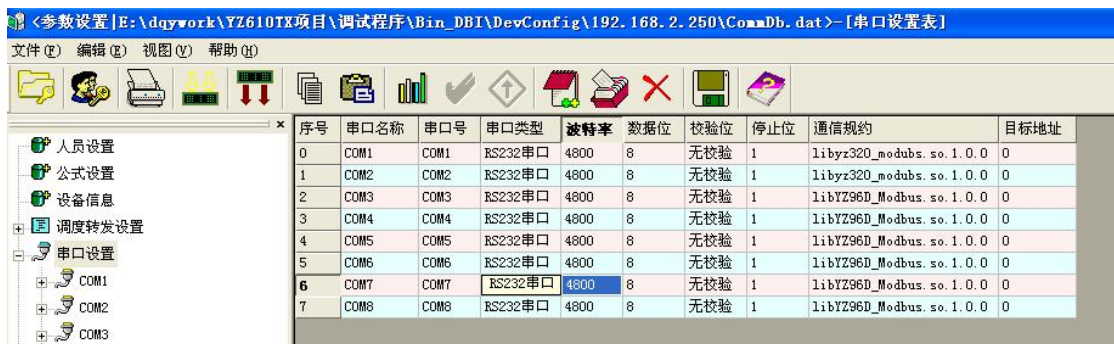 <参数设置|E:\dqywork\YZ610TX项目\调试程序\Bin_DBI\DevConfig\192.168.2.250\CommDb.dat>-[串口设置表]
文件(F) 编辑(E) 视图(V) 帮助(H)
×
人员设置
公式设置
设备信息
调度转发设置
串口设置
COM1
COM2
COM3
序号 串口名称 串口号 串口类型 波特率 数据位 校验位 停止位 通信规约 目标地址
0 COM1 COM1 RS232串口 4800 8 无校验 1 libyz320_modubs.so.1.0.0 0
1 COM2 COM2 RS232串口 4800 8 无校验 1 libyz320_modubs.so.1.0.0 0
2 COM3 COM3 RS232串口 4800 8 无校验 1 libYZ96D_Modbus.so.1.0.0 0
3 COM4 COM4 RS232串口 4800 8 无校验 1 libYZ96D_Modbus.so.1.0.0 0
4 COM5 COM5 RS232串口 4800 8 无校验 1 libYZ96D_Modbus.so.1.0.0 0
5 COM6 COM6 RS232串口 4800 8 无校验 1 libYZ96D_Modbus.so.1.0.0 0
6 COM7 COM7 RS232串口 4800 8 无校验 1 libYZ96D_Modbus.so.1.0.0 0
7 COM8 COM8 RS232串口 4800 8 无校验 1 libYZ96D_Modbus.so.1.0.0 0